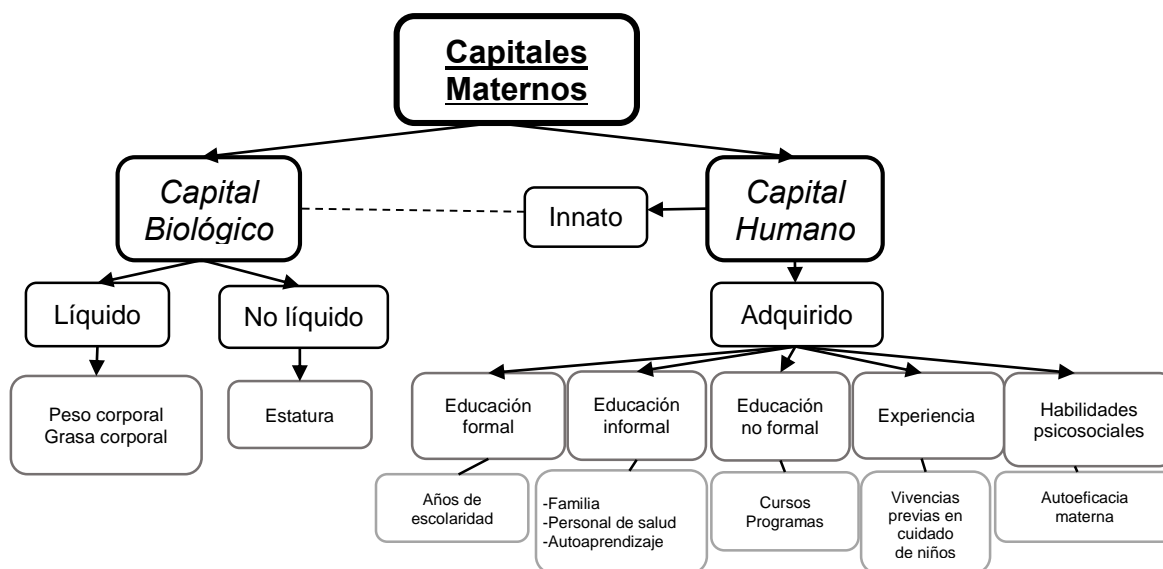 Capitales
Maternos
Capital
Biológico
Innato
Capital
Humano
Líquido
No líquido
Adquirido
Peso corporal
Grasa corporal
Estatura
Educación
formal
Educación
informal
Educación
no formal
Experiencia
Habilidades
psicosociales
Años de
escolaridad
-Familia
-Personal de salud
-Autoaprendizaje
Cursos
Programas
Vivencias
previas en
cuidado
de niños
Autoeficacia
materna